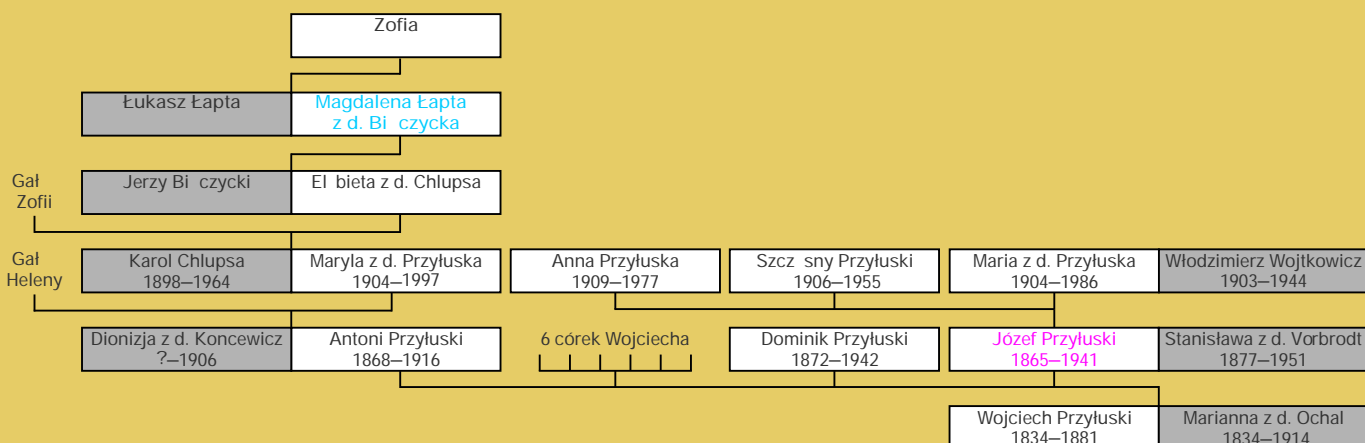 Zofia
Łukasz Łapta
Magdalena Łapta
z d. Bi czycka
Gał
Zofii
Jerzy Bi czycki
El bieta z d. Chlupsa
Gał
Heleny
Karol Chlupsa
1898–1964
Maryla z d. Przyłuska
1904–1997
Anna Przyłuska
1909–1977
Szcz sny Przyłuski
1906–1955
Maria z d. Przyłuska
1904–1986
Włodzimierz Wojtkowicz
1903–1944
Dionizja z d. Koncewicz
?–1906
Antoni Przyłuski
1868–1916
6 córek Wojciecha
Dominik Przyłuski
1872–1942
Józef Przyłuski
1865–1941
Stanisława z d. Vorbrodt
1877–1951
Wojciech Przyłuski
1834–1881
Marianna z d. Ochal
1834–1914